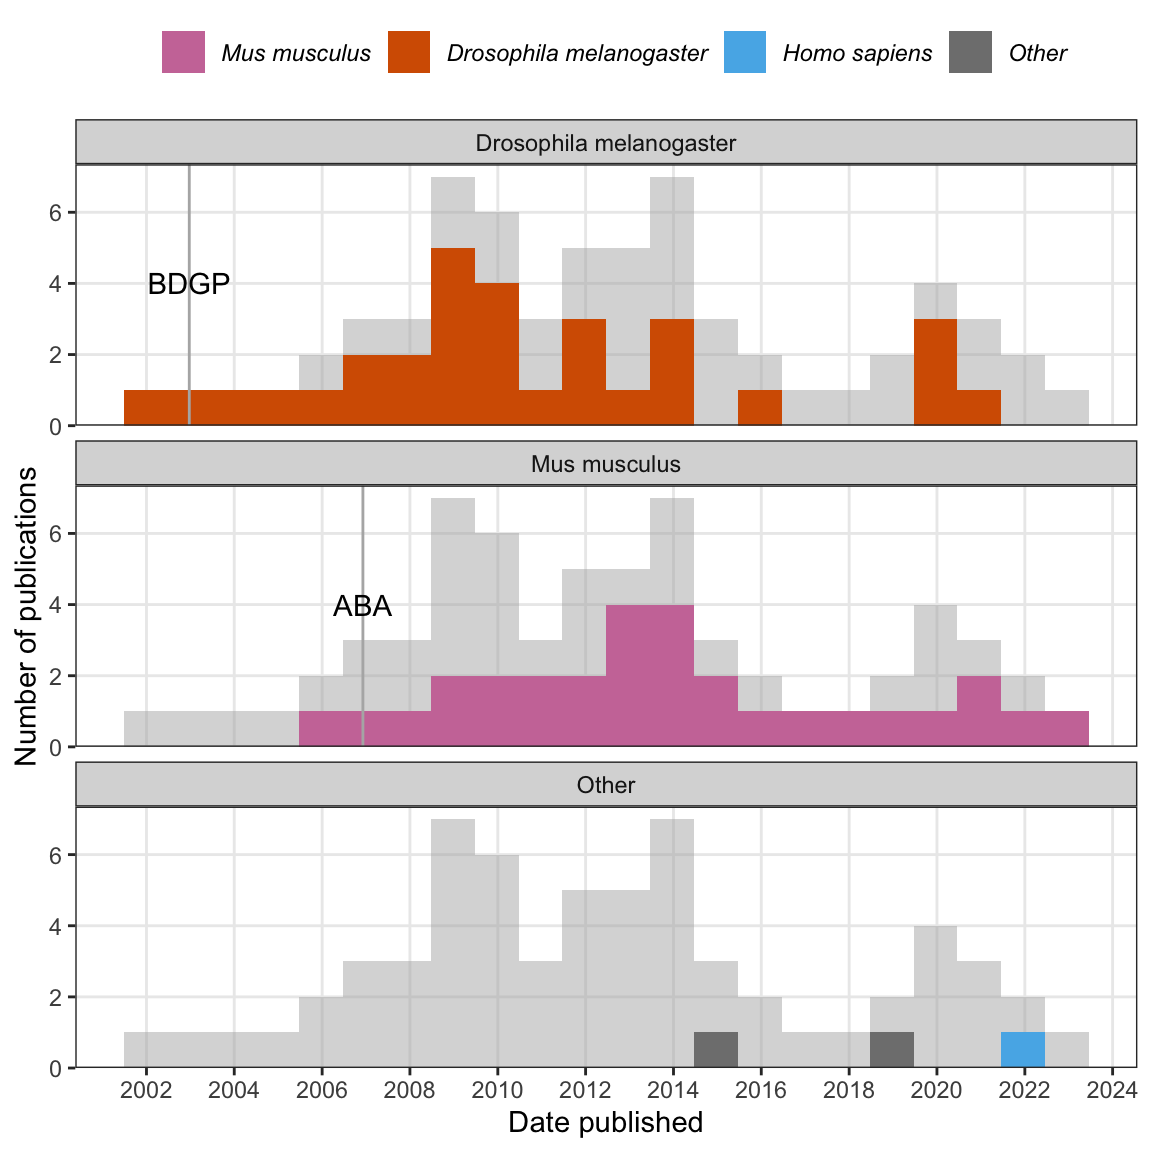 Mus musculus Drosophila melanogaster Homo sapiens Other
Drosophila melanogaster
6
4
2
0
BDGP
Mus musculus
6
4
2
0
ABA
Other
6
4
2
0
2002 2004 2006 2008 2010 2012 2014 2016 2018 2020 2022 2024
Date published
Number of publications